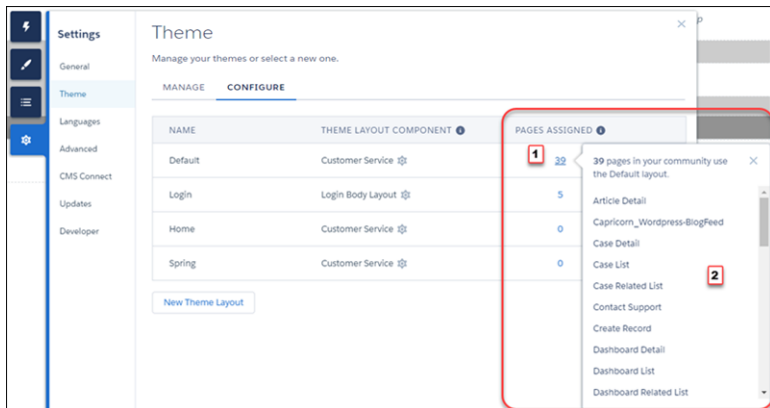 Settings
General
Theme
Languages
Advanced
CMS Connect
Updates
Developer
Theme
Manage your themes or select a new one.
MANAGE CONFIGURE
NAME THEME LAYOUT COMPONENT PAGES ASSIGNED
Default Customer Service 1 39
Login Login Body Layout 5
Home Customer Service 0
Spring Customer Service 0
New Theme Layout
39 pages in your community use
the Default layout.
Article Detail
Capricorn_Wordpress-BlogFeed
Case Detail
Case List
2
Case Related List
Contact Support
Create Record
Dashboard Detail
Dashboard List
Dashboard Related List